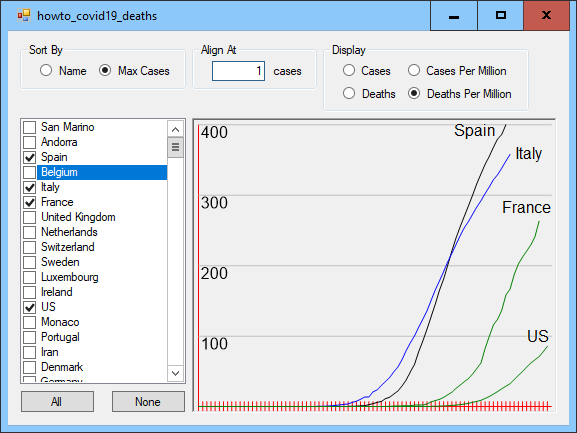 howto_covid19_deaths
Sort By
Name
Max Cases
Align At
1 cases
Display
Cases
Cases Per Million
Deaths
Deaths Per Million
San Marino
Andorra
Spain
Belgium
Italy
France
United Kingdom
Netherlands
Switzerland
Sweden
Luxembourg
Ireland
US
Monaco
Portugal
Iran
Denmark
Germany
All
None
400
300
200
100
Spain
Italy
France
US